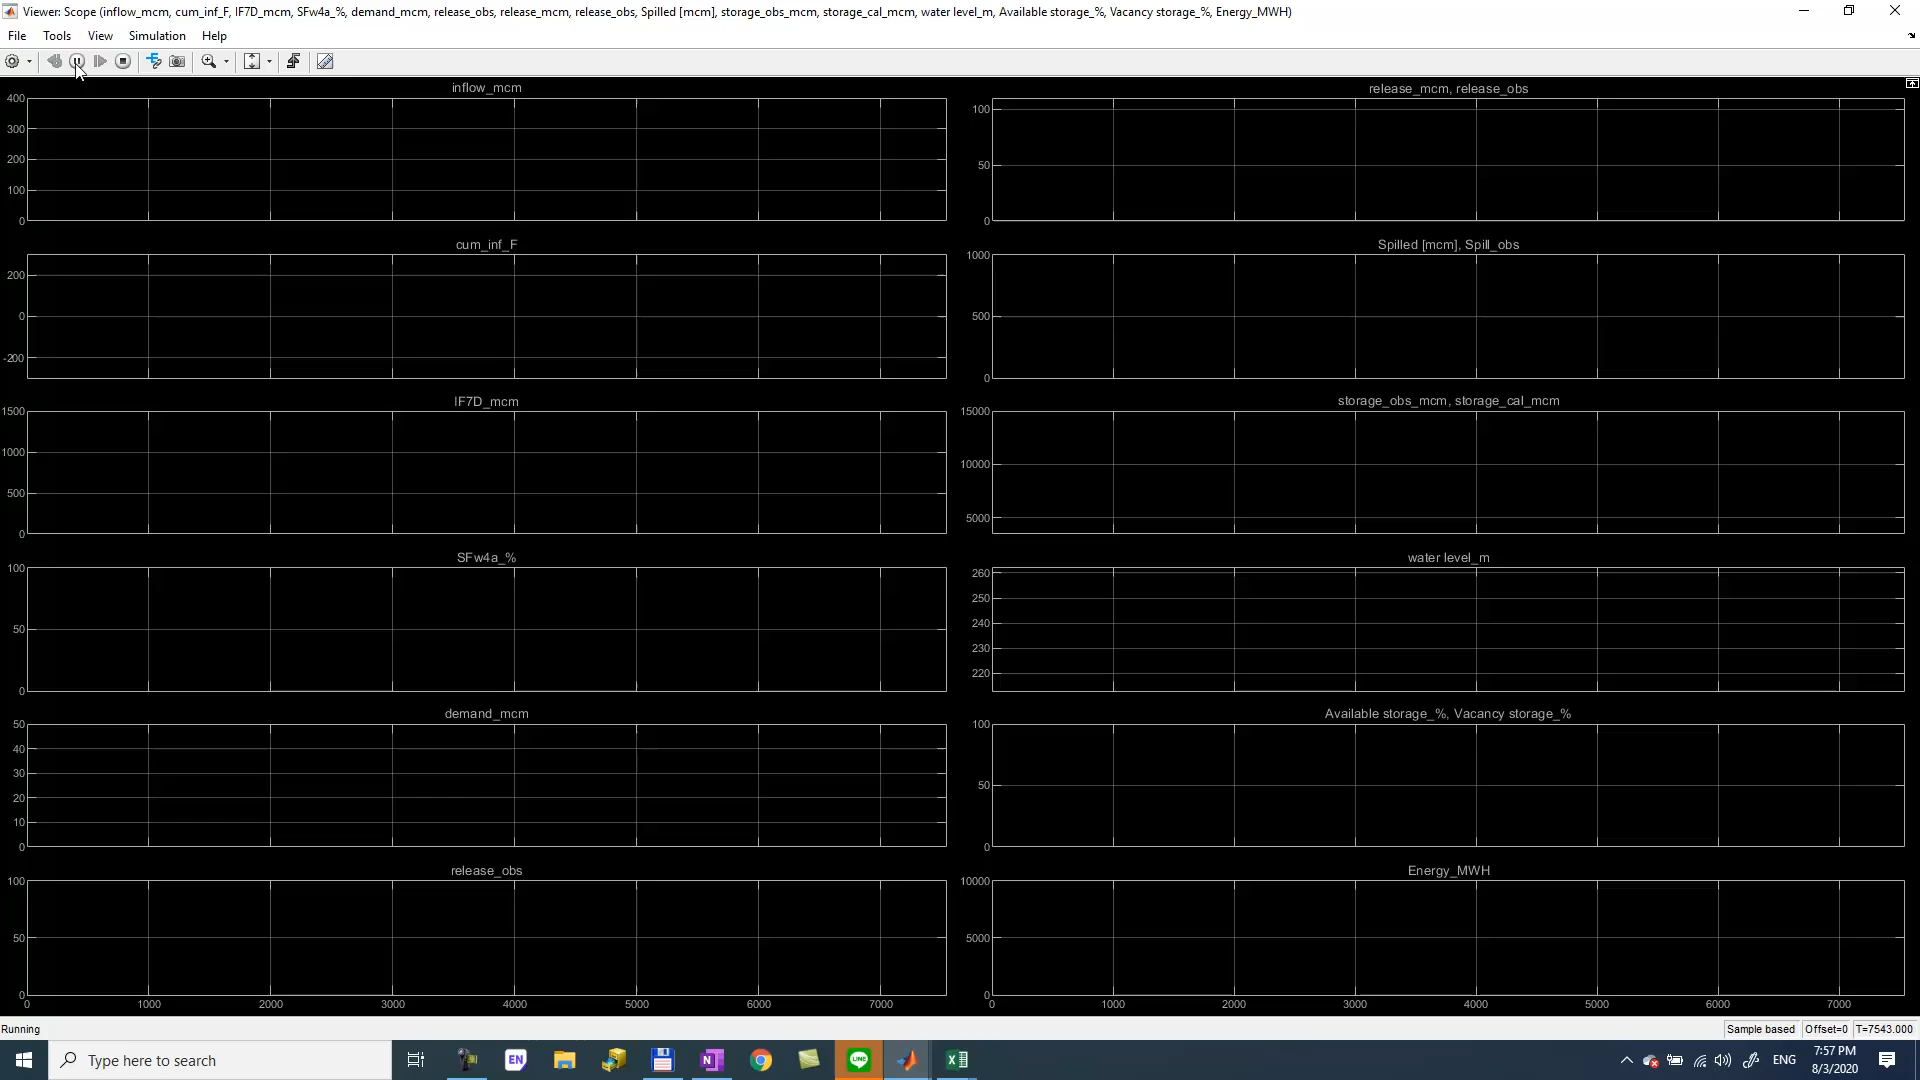 Viewer: Scope (inflow_mcm, cum_inf_F, IF7D_mcm, SFw4a_%, demand_mcm, release_obs, release_mcm, release_obs, Spilled [mcm], storage_obs_mcm, storage_cal_mcm, water level_m, Available storage_%, Vacancy storage_%, Energy_MWH)
File Tools View Simulation Help
inflow_mcm
400
300
200
100
0
cum_inf_F
200
0
-200
IF7D_mcm
1500
1000
500
0
SFw4a_%
100
50
0
demand_mcm
50
40
30
20
10
0
release_obs
100
50
0
0 1000 2000 3000 4000 5000 6000 7000
release_mcm, release_obs
100
50
0
Spilled [mcm], Spill_obs
1000
500
0
storage_obs_mcm, storage_cal_mcm
15000
10000
5000
water level_m
260
250
240
230
220
Available storage_%, Vacancy storage_%
100
50
0
Energy_MWH
10000
5000
0
0 1000 2000 3000 4000 5000 6000 7000
Running
Sample based Offset=0 T=7543.000
Type here to search
EN
N
LINE
ENG
7:57 PM
8/3/2020